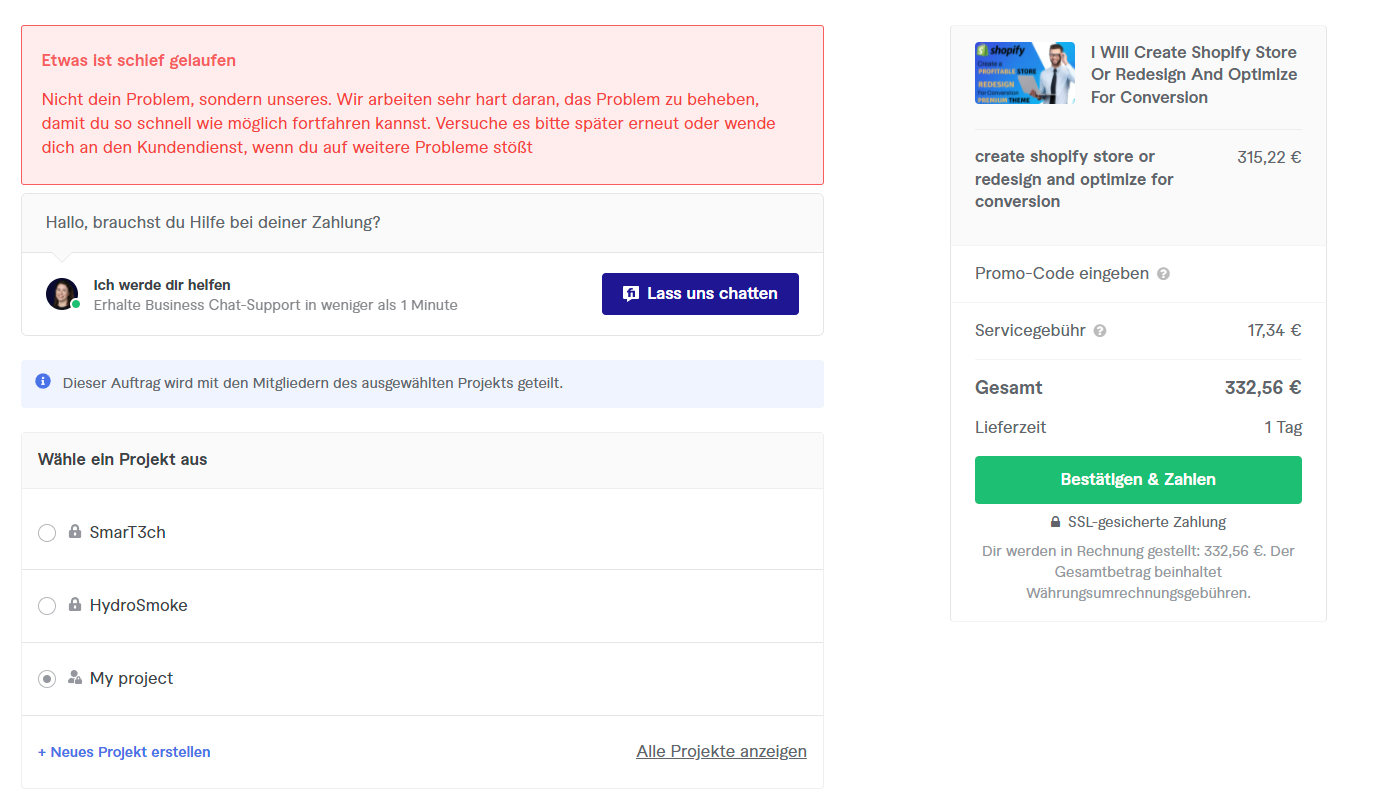 Etwas ist schief gelaufen
Nicht dein Problem, sondern unseres. Wir arbeiten sehr hart daran, das Problem zu beheben,
damit du so schnell wie möglich fortfahren kannst. Versuche es bitte später erneut oder wende
dich an den Kundendienst, wenn du auf weitere Probleme stößt
Hallo, brauchst du Hilfe bei deiner Zahlung?
Ich werde dir helfen
Erhalte Business Chat-Support in weniger als 1 Minute
fi Lass uns chatten
Dieser Auftrag wird mit den Mitgliedern des ausgewählten Projekts geteilt.
Wähle ein Projekt aus
SmarT3ch
HydroSmoke
My project
+ Neues Projekt erstellen
Alle Projekte anzeigen
shopify
Create a
PROFITABLE STORE
REDESIGN
For Conversion
PREMIUM THEME
I Will Create Shopify Store
Or Redesign And Optimize
For Conversion
create shopify store or
redesign and optimize for
conversion
315,22 €
Promo-Code eingeben ?
Servicegebühr ? 17,34 €
Gesamt 332,56 €
Lieferzeit 1 Tag
Bestätigen & Zahlen
SSL-gesicherte Zahlung
Dir werden in Rechnung gestellt: 332,56 €. Der
Gesamtbetrag beinhaltet
Währungsumrechnungsgebühren.